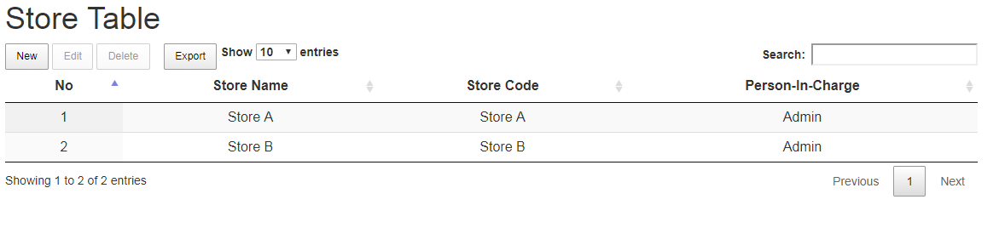 Store Table
New Edit Delete Export Show 10 entries Search:
No Store Name Store Code Person-In-Charge
1 Store A Store A Admin
2 Store B Store B Admin
Showing 1 to 2 of 2 entries Previous 1 Next